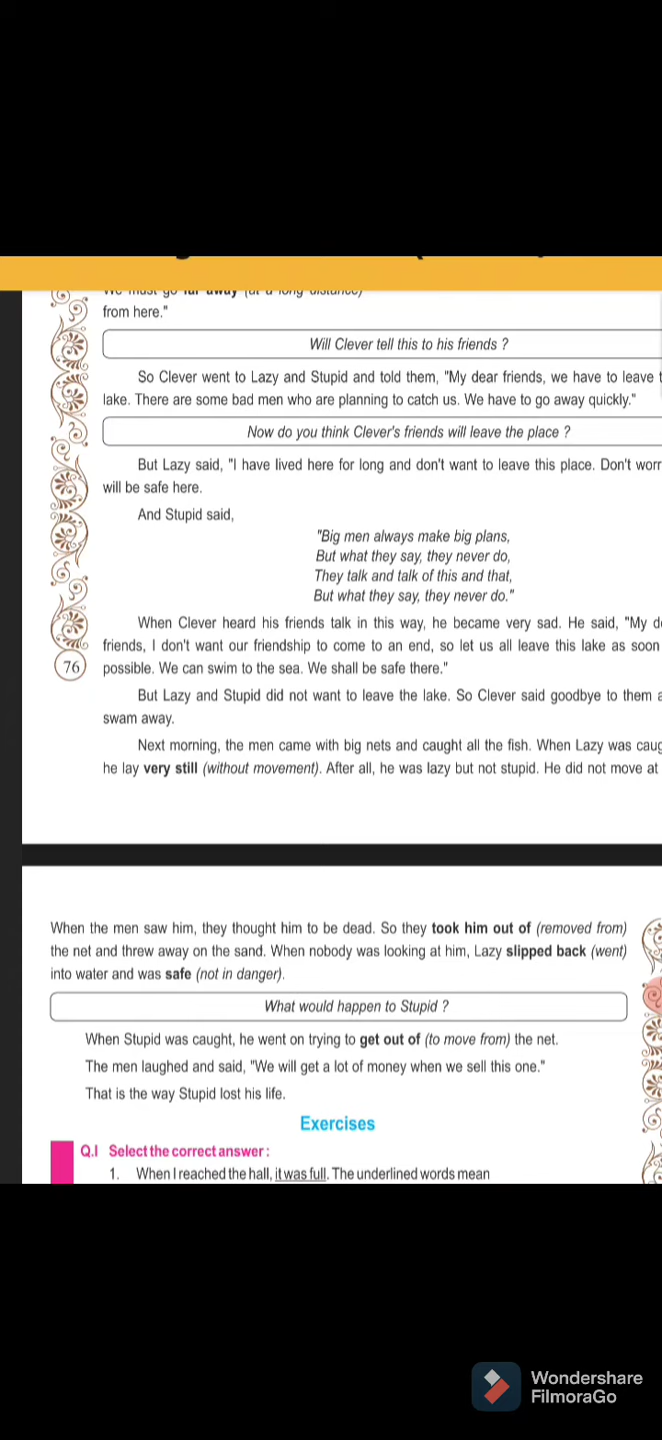 We must go far away (at a long distance)
from here."
Will Clever tell this to his friends ?
So Clever went to Lazy and Stupid and told them, "My dear friends, we have to leave t
lake. There are some bad men who are planning to catch us. We have to go away quickly."
Now do you think Clever's friends will leave the place ?
But Lazy said, "I have lived here for long and don't want to leave this place. Don't worr
will be safe here.
And Stupid said,
"Big men always make big plans,
But what they say, they never do,
They talk and talk of this and that,
But what they say, they never do."
When Clever heard his friends talk in this way, he became very sad. He said, "My d
friends, I don't want our friendship to come to an end, so let us all leave this lake as soon
76 possible. We can swim to the sea. We shall be safe there."
But Lazy and Stupid did not want to leave the lake. So Clever said goodbye to them a
swam away.
Next morning, the men came with big nets and caught all the fish. When Lazy was caug
he lay very still (without movement). After all, he was lazy but not stupid. He did not move at
When the men saw him, they thought him to be dead. So they took him out of (removed from)
the net and threw away on the sand. When nobody was looking at him, Lazy slipped back (went)
into water and was safe (not in danger).
What would happen to Stupid ?
When Stupid was caught, he went on trying to get out of (to move from) the net.
The men laughed and said, "We will get a lot of money when we sell this one."
That is the way Stupid lost his life.
Exercises
Q.I Select the correct answer :
1. When I reached the hall, it was full. The underlined words mean
Wondershare
FilmoraGo